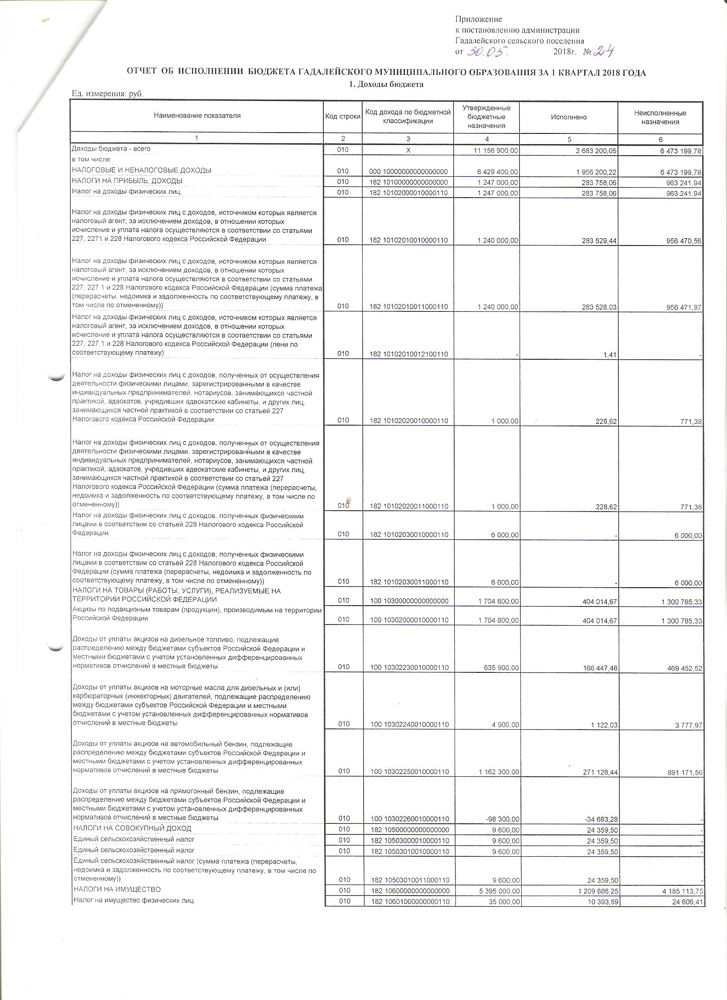 Приложение
к постановлению администрации
Гадалейского сельского поселения
от 30.05. 2018г. № 24
ОТЧЕТ ОБ ИСПОЛНЕНИИ БЮДЖЕТА ГАДАЛЕЙСКОГО МУНИЦИПАЛЬНОГО ОБРАЗОВАНИЯ ЗА 1 КВАРТАЛ 2018 ГОДА
1. Доходы бюджета
Ед. измерения: руб.
Наименование показателя
Код строки
Код дохода по бюджетной
классификации
Утвержденные
бюджетные
назначения
Исполнено
Неисполненные
назначения
1 2 3 4 5 6
Доходы бюджета - всего 010 X 11 156 900,00 2 683 200,05 6 473 199,78
в том числе:
НАЛОГОВЫЕ И НЕНАЛОГОВЫЕ ДОХОДЫ 010 000 10000000000000000 8 429 400,00 1 956 200,22 6 473 199,78
НАЛОГИ НА ПРИБЫЛЬ, ДОХОДЫ 010 182 10100000000000000 1 247 000,00 283 758,06 963 241,94
Налог на доходы физических лиц 010 182 10102000010000110 1 247 000,00 283 758,06 963 241,94
Налог на доходы физических лиц с доходов, источником которых является
налоговый агент, за исключением доходов, в отношении которых
исчисление и уплата налога осуществляются в соответствии со статьями
227, 2271 и 228 Налогового кодекса Российской Федерации 010 182 10102010010000110 1 240 000,00 283 529,44 956 470,56
Налог на доходы физических лиц с доходов, источником которых является
налоговый агент, за исключением доходов, в отношении которых
исчисление и уплата налога осуществляются в соответствии со статьями
227, 227.1 и 228 Налогового кодекса Российской Федерации (сумма платежа
(перерасчеты, недоимка и задолженность по соответствующему платежу, в
том числе по отмененному)) 010 182 10102010011000110 1 240 000,00 283 528,03 956 471,97
Налог на доходы физических лиц с доходов, источником которых является
налоговый агент, за исключением доходов, в отношении которых
исчисление и уплата налога осуществляются в соответствии со статьями
227, 227.1 и 228 Налогового кодекса Российской Федерации (пени по
соответствующему платежу) 010 182 10102010012100110 - 1,41 -
Налог на доходы физических лиц с доходов, полученных от осуществления
деятельности физическими лицами, зарегистрированными в качестве
индивидуальных предпринимателей, нотариусов, занимающихся частной
практикой, адвокатов, учредивших адвокатские кабинеты, и других лиц,
занимающихся частной практикой в соответствии со статьей 227
Налогового кодекса Российской Федерации 010 182 10102020010000110 1 000,00 228,62 771,38
Налог на доходы физических лиц с доходов, полученных от осуществления
деятельности физическими лицами, зарегистрированными в качестве
индивидуальных предпринимателей, нотариусов, занимающихся частной
практикой, адвокатов, учредивших адвокатские кабинеты, и других лиц,
занимающихся частной практикой в соответствии со статьей 227
Налогового кодекса Российской Федерации (сумма платежа (перерасчеты,
недоимка и задолженность по соответствующему платежу, в том числе по
отмененному)) 010 182 10102020011000110 1 000,00 228,62 771,38
Налог на доходы физических лиц с доходов, полученных физическими
лицами в соответствии со статьей 228 Налогового кодекса Российской
Федерации 010 182 10102030010000110 6 000,00 - 6 000,00
Налог на доходы физических лиц с доходов, полученных физическими
лицами в соответствии со статьей 228 Налогового кодекса Российской
Федерации (сумма платежа (перерасчеты, недоимка и задолженность по
соответствующему платежу, в том числе по отмененному)) 010 182 10102030011000110 6 000,00 - 6 000,00
НАЛОГИ НА ТОВАРЫ (РАБОТЫ, УСЛУГИ), РЕАЛИЗУЕМЫЕ НА
ТЕРРИТОРИИ РОССИЙСКОЙ ФЕДЕРАЦИИ 010 100 10300000000000000 1 704 800,00 404 014,67 1 300 785,33
Акцизы по подакцизным товарам (продукции), производимым на территории
Российской Федерации 010 100 10302000010000110 1 704 800,00 404 014,67 1 300 785,33
Доходы от уплаты акцизов на дизельное топливо, подлежащие
распределению между бюджетами субъектов Российской Федерации и
местными бюджетами с учетом установленных дифференцированных
нормативов отчислений в местные бюджеты 010 100 10302230010000110 635 900,00 166 447,48 469 452,52
Доходы от уплаты акцизов на моторные масла для дизельных и (или)
карбюраторных (инжекторных) двигателей, подлежащие распределению
между бюджетами субъектов Российской Федерации и местными
бюджетами с учетом установленных дифференцированных нормативов
отчислений в местные бюджеты 010 100 10302240010000110 4 900,00 1 122,03 3 777,97
Доходы от уплаты акцизов на автомобильный бензин, подлежащие
распределению между бюджетами субъектов Российской Федерации и
местными бюджетами с учетом установленных дифференцированных
нормативов отчислений в местные бюджеты 010 100 10302250010000110 1 162 300,00 271 128,44 891 171,56
Доходы от уплаты акцизов на прямогонный бензин, подлежащие
распределению между бюджетами субъектов Российской Федерации и
местными бюджетами с учетом установленных дифференцированных
нормативов отчислений в местные бюджеты 010 100 10302260010000110 -98 300,00 -34 683,28 -
НАЛОГИ НА СОВОКУПНЫЙ ДОХОД 010 182 10500000000000000 9 600,00 24 359,50 -
Единый сельскохозяйственный налог 010 182 10503000010000110 9 600,00 24 359,50 -
Единый сельскохозяйственный налог 010 182 10503010010000110 9 600,00 24 359,50 -
Единый сельскохозяйственный налог (сумма платежа (перерасчеты,
недоимка и задолженность по соответствующему платежу, в том числе по
отмененному)) 010 182 10503010011000110 9 600,00 24 359,50 -
НАЛОГИ НА ИМУЩЕСТВО 010 182 10600000000000000 5 395 000,00 1 209 886,25 4 185 113,75
Налог на имущество физических лиц 010 182 10601000000000110 35 000,00 10 393,59 24 606,41